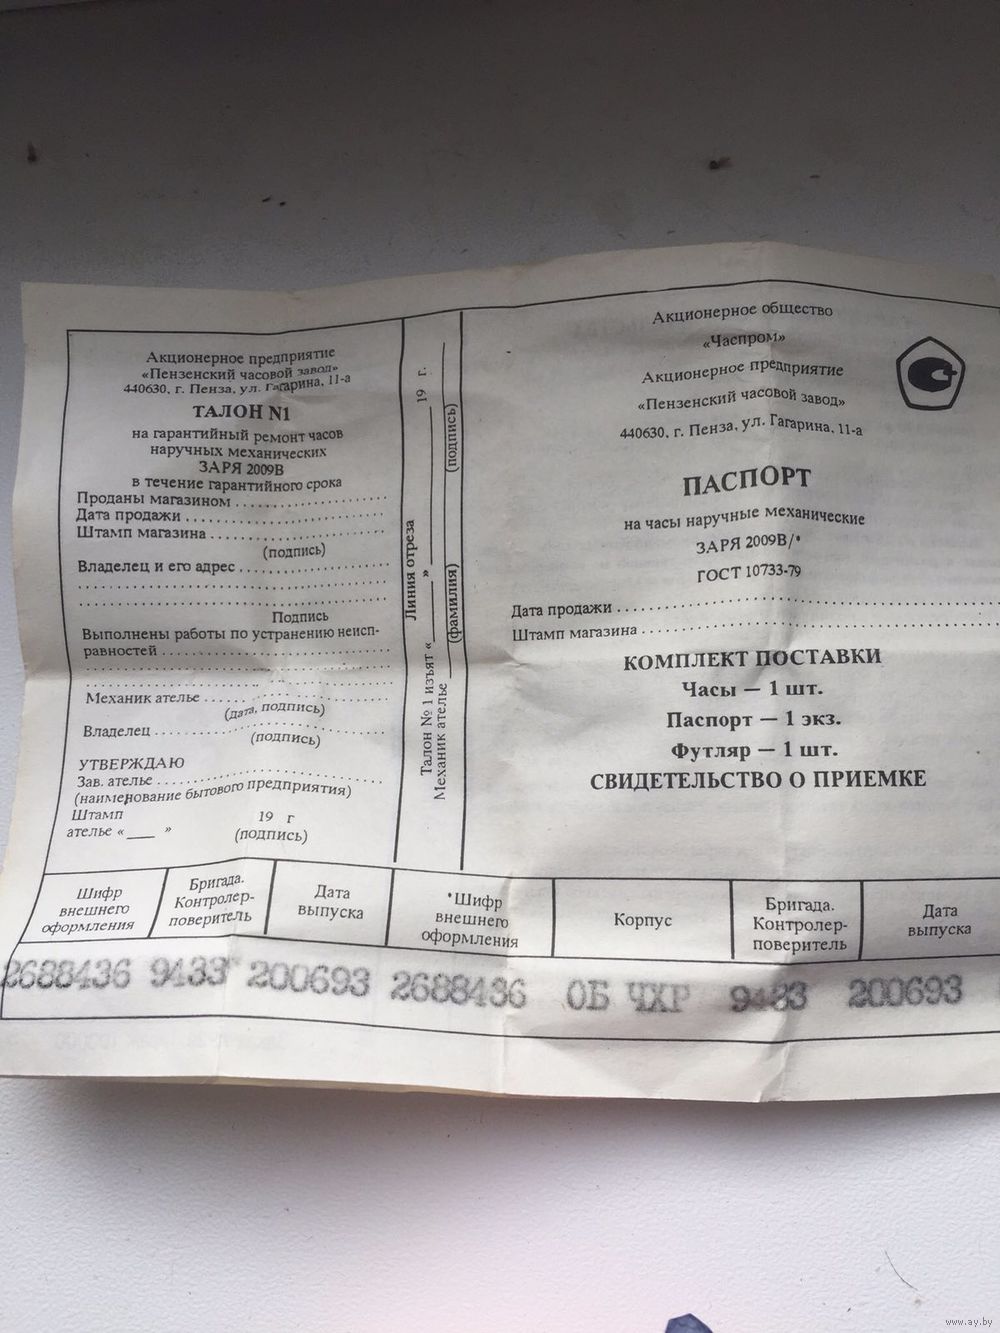 Акционерное предприятие
«Пензенский часовой завод»
440630, г. Пенза, ул. Гагарина, 11-а
ТАЛОН N1
на гарантийный ремонт часов
наручных механических
ЗАРЯ 2009В
в течение гарантийного срока
Проданы магазином
Дата продажи
Штамп магазина
(подпись)
Владелец и его адрес
Подпись
Выполнены работы по устранению неисп-
равностей
Механик ателье
(дата, подпись)
Владелец
(подпись)
УТВЕРЖДАЮ
Зав. ателье
(наименование бытового предприятия)
Штамп 19 г
ателье « ___ » (подпись)
Линия отреза
Талон № 1 изъят « ____ » ________ 19 г.
Механик ателье
(фамилия) (подпись)
Акционерное общество
«Часпром»
Акционерное предприятие
«Пензенский часовой завод»
440630, г. Пенза, ул. Гагарина, 11-а
ПАСПОРТ
на часы наручные механические
ЗАРЯ 2009В/*
ГОСТ 10733-79
Дата продажи
Штамп магазина
КОМПЛЕКТ ПОСТАВКИ
Часы — 1 шт.
Паспорт — 1 экз.
Футляр — 1 шт.
СВИДЕТЕЛЬСТВО О ПРИЕМКЕ
Шифр
внешнего
оформления
Бригада.
Контролер-
поверитель
Дата
выпуска
*Шифр
внешнего
оформления
Корпус
Бригада.
Контролер-
поверитель
Дата
выпуска
2688436 9433 200693 2688436 ОБ ЧХР 9433 200693
www.ay.by